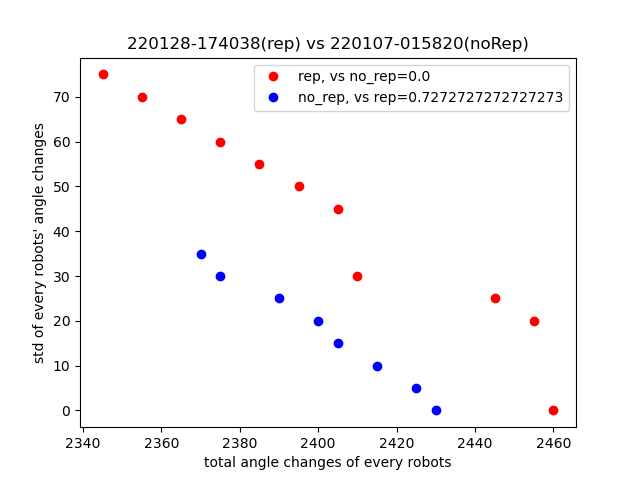 220128-174038(rep) vs 220107-015820(noRep)
rep, vs no_rep=0.0
no_rep, vs rep=0.7272727272727273
std of every robots' angle changes
70
60
50
40
30
20
10
0
2340 2360 2380 2400 2420 2440 2460
total angle changes of every robots